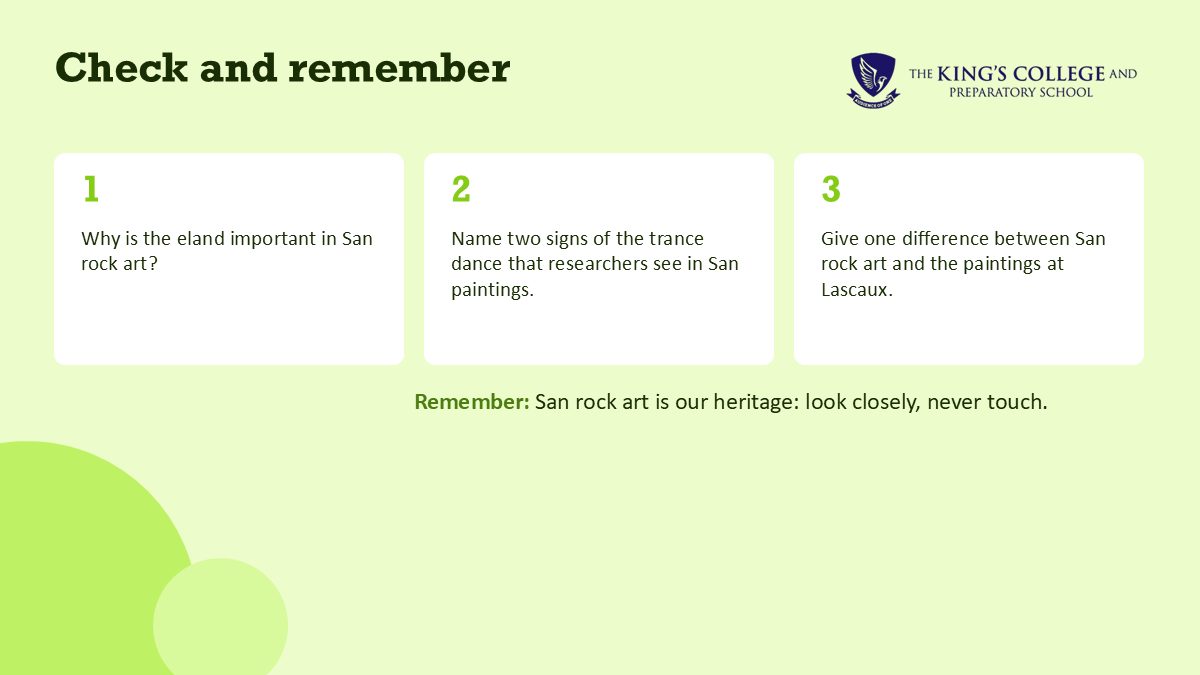 Check and remember
THE KING'S COLLEGE AND
PREPARATORY SCHOOL
AUDIENCE OF ONE
1
Why is the eland important in San
rock art?
2
Name two signs of the trance
dance that researchers see in San
paintings.
3
Give one difference between San
rock art and the paintings at
Lascaux.
Remember: San rock art is our heritage: look closely, never touch.